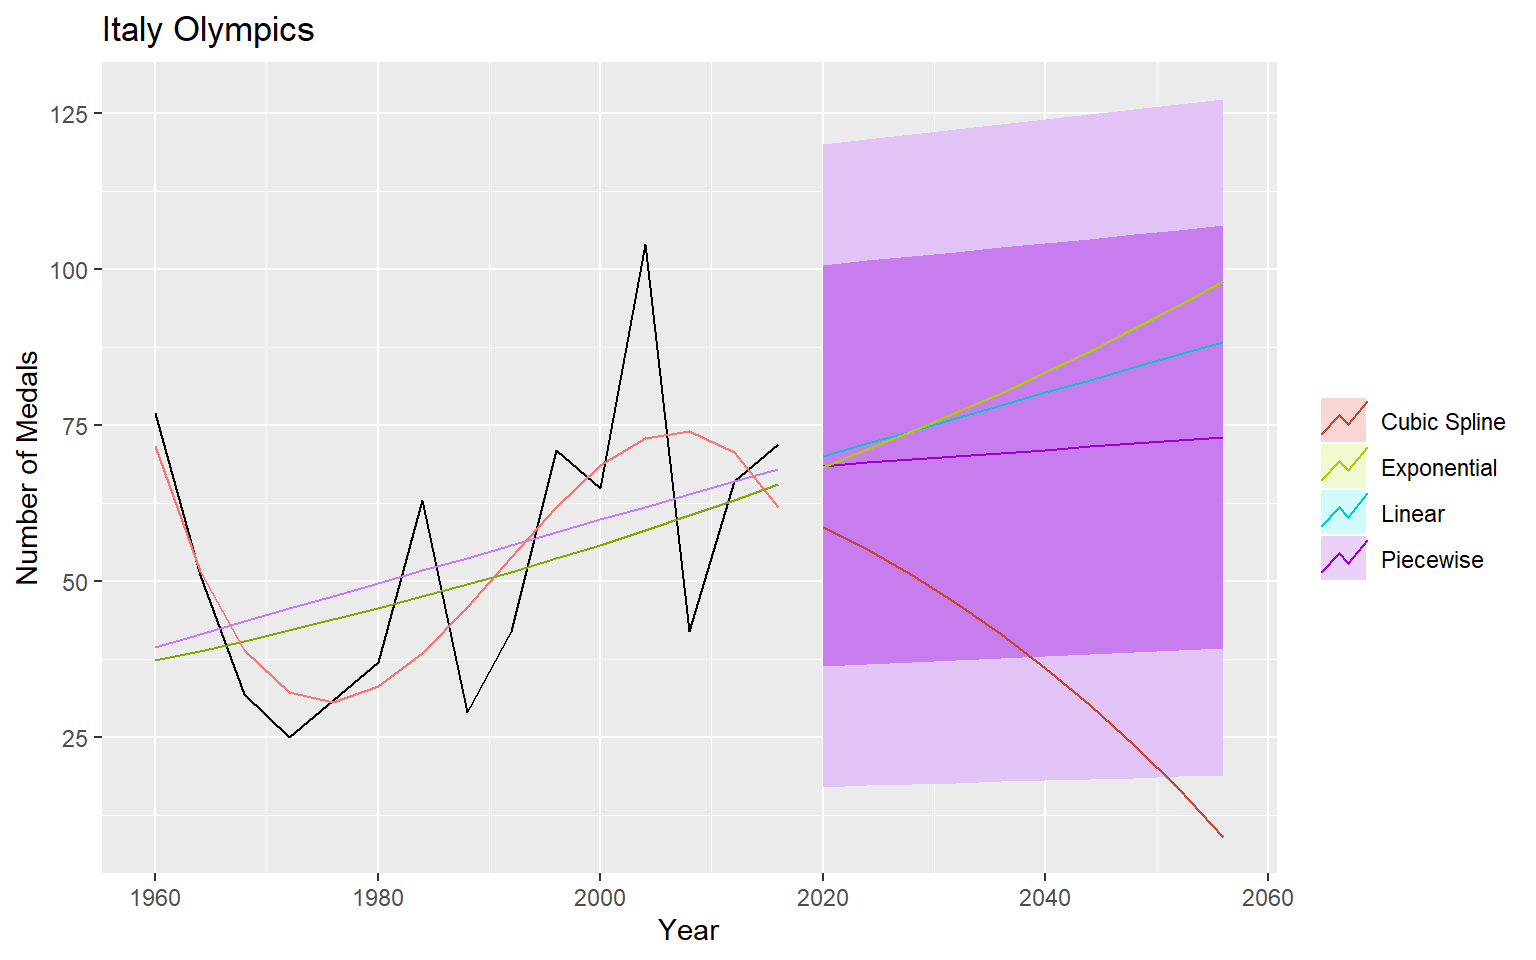 Italy Olympics
Number of Medals
125
100
75
50
25
1960 1980 2000 2020 2040 2060
Year
Cubic Spline
Exponential
Linear
Piecewise